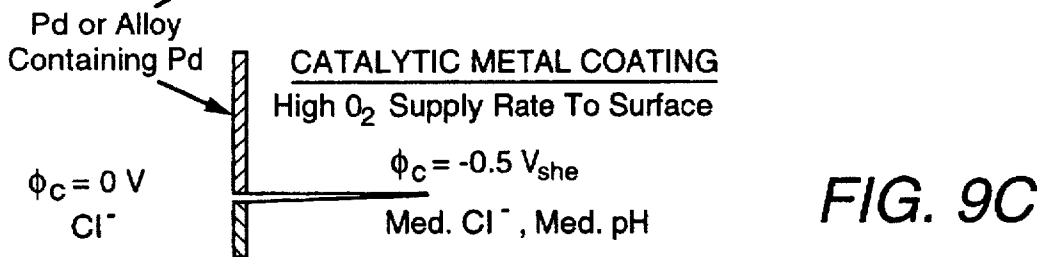 Pd or Alloy
Containing Pd
CATALYTIC METAL COATING
High O₂ Supply Rate To Surface
ϕc = 0 V
Cl⁻
ϕc = -0.5 Vshe
Med. Cl⁻, Med. pH
FIG. 9C